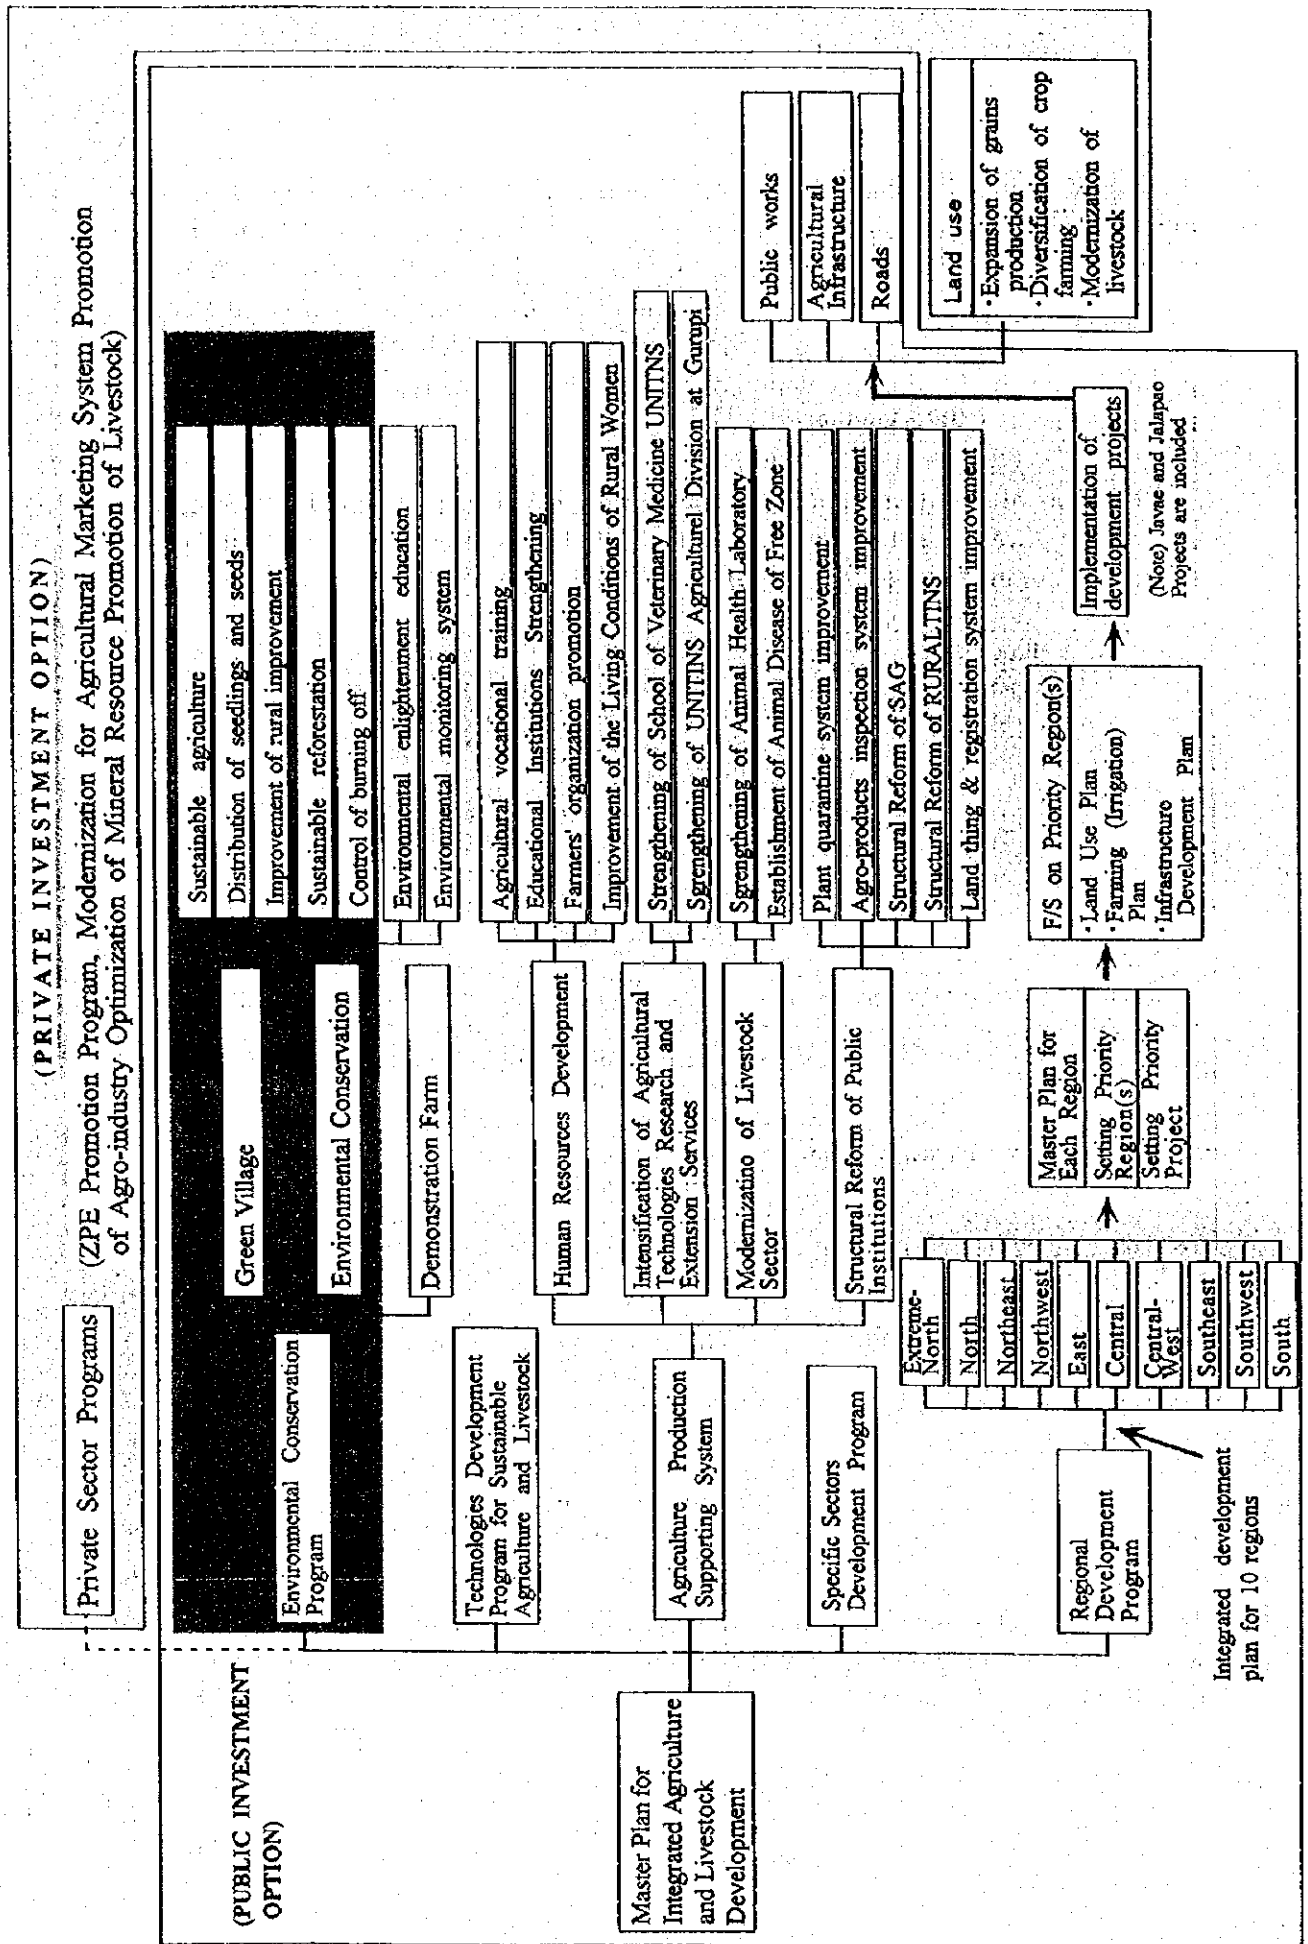 (PRIVATE INVESTMENT OPTION)
Private Sector Programs
(ZPE Promotion Program, Modernization for Agricultural Marketing System Promotion
of Agro-industry Optimization of Mineral Resource Promotion of Livestock)
(PUBLIC INVESTMENT
OPTION)
Master Plan for
Integrated Agriculture
and Livestock
Development
Environmental Conservation
Program
Green Village
Environmental Conservation
Demonstration Farm
Sustainable agriculture
Distribution of seedings and seeds
Improvement of rural improvement
Sustainable reforestation
Control of burning off
Enviromental enlightement education
Enviromental monitoring system
Technologies Development
Program for Sustainable
Agriculture and Livestock
Agriculture Production
Supporting System
Human Resources Development
Agricultural vocational training
Educational Institutions Strengthening
Farmers' organization promotion
Improvement of the Living Conditions of Rural Women
Intensification of Agricultural
Technologies Research and
Extension Services
Strengthening of School of Veterinary Medicine UNITNS
Sgrengthening of UNITINS Agriculturel Division at Gurupi
Modernizatino of Livestock
Sector
Sgrengthening of Animal Health Laboratory
Establishment of Animal Disease of Free Zone
Structural Reform of Public
Institutions
Plant quarantine system improvement
Agro-products inspection system improvement
Structural Reform of SAG
Structural Reform of RURALTINS
Land thing & registration system improvement
Specific Sectors
Development Program
Regional
Development
Program
Integrated development
plan for 10 regions
Extreme-
North
North
Northeast
Northwest
East
Central
Central-
West
Southeast
Southwest
South
Master Plan for
Each Region
Setting Priority
Region(s)
Setting Priority
Project
F/S on Priority Region(s)
・Land Use Plan
・Farming (Irrigation)
Plan
・Infrastructuro
Development Plan
Implementation of
development projects
(Note) Javae and Jalapao
Projects are included
Public works
Agricultural
Infrastructure
Roads
Land use
・Expansion of grains
production
・Diversification of crop
farming
・Modernization of
livestock